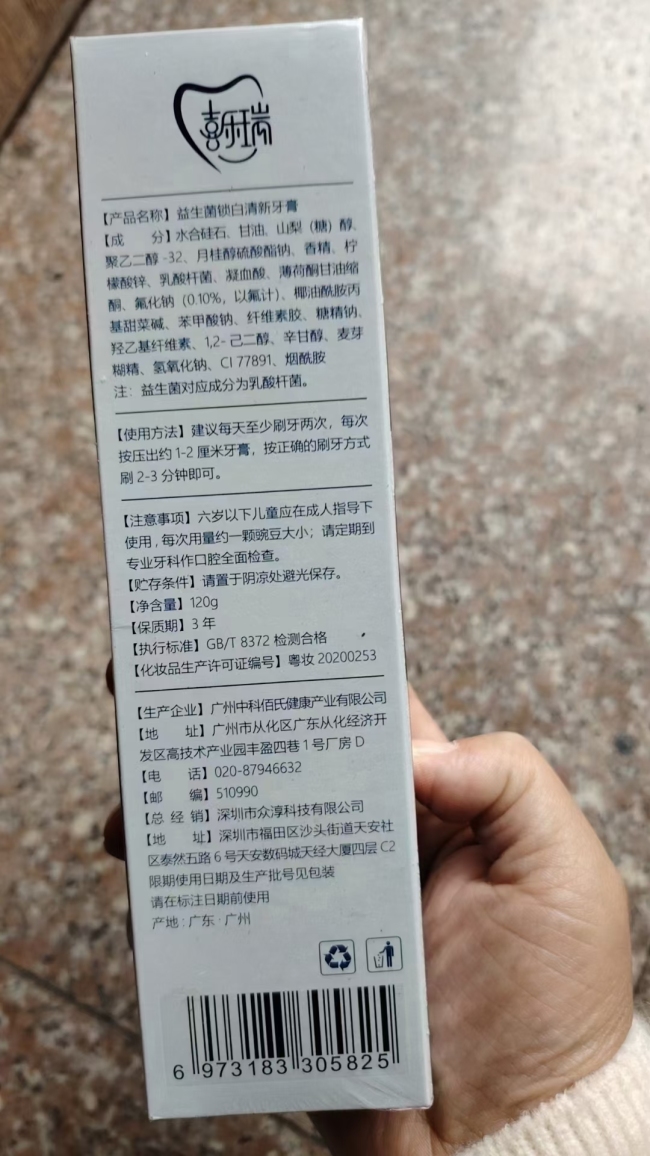 喜乐瑞
【产品名称】益生菌锁白清新牙膏
【成　　分】水合硅石、甘油、山梨（糖）醇、
聚乙二醇-32、月桂醇硫酸酯钠、香精、柠
檬酸锌、乳酸杆菌、凝血酸、薄荷酮甘油缩
酮、氟化钠（0.10%，以氟计）、椰油酰胺丙
基甜菜碱、苯甲酸钠、纤维素胶、糖精钠、
羟乙基纤维素、1,2-己二醇、辛甘醇、麦芽
糊精、氢氧化钠、CI 77891、烟酰胺
注：益生菌对应成分为乳酸杆菌。
【使用方法】建议每天至少刷牙两次，每次
按压出约1-2厘米牙膏，按正确的刷牙方式
刷2-3分钟即可。
【注意事项】六岁以下儿童应在成人指导下
使用，每次用量约一颗豌豆大小；请定期到
专业牙科作口腔全面检查。
【贮存条件】请置于阴凉处避光保存。
【净含量】120g
【保质期】3年
【执行标准】GB/T 8372 检测合格
【化妆品生产许可证编号】粤妆20200253
【生产企业】广州中科佰氏健康产业有限公司
【地　　址】广州市从化区广东从化经济开
发区高技术产业园丰盈四巷1号厂房D
【电　　话】020-87946632
【邮　　编】510990
【总 经 销】深圳市众淳科技有限公司
【地　　址】深圳市福田区沙头街道天安社
区泰然五路6号天安数码城天经大厦四层C2
限期使用日期及生产批号见包装
请在标注日期前使用
产地：广东·广州
6 973183 305825